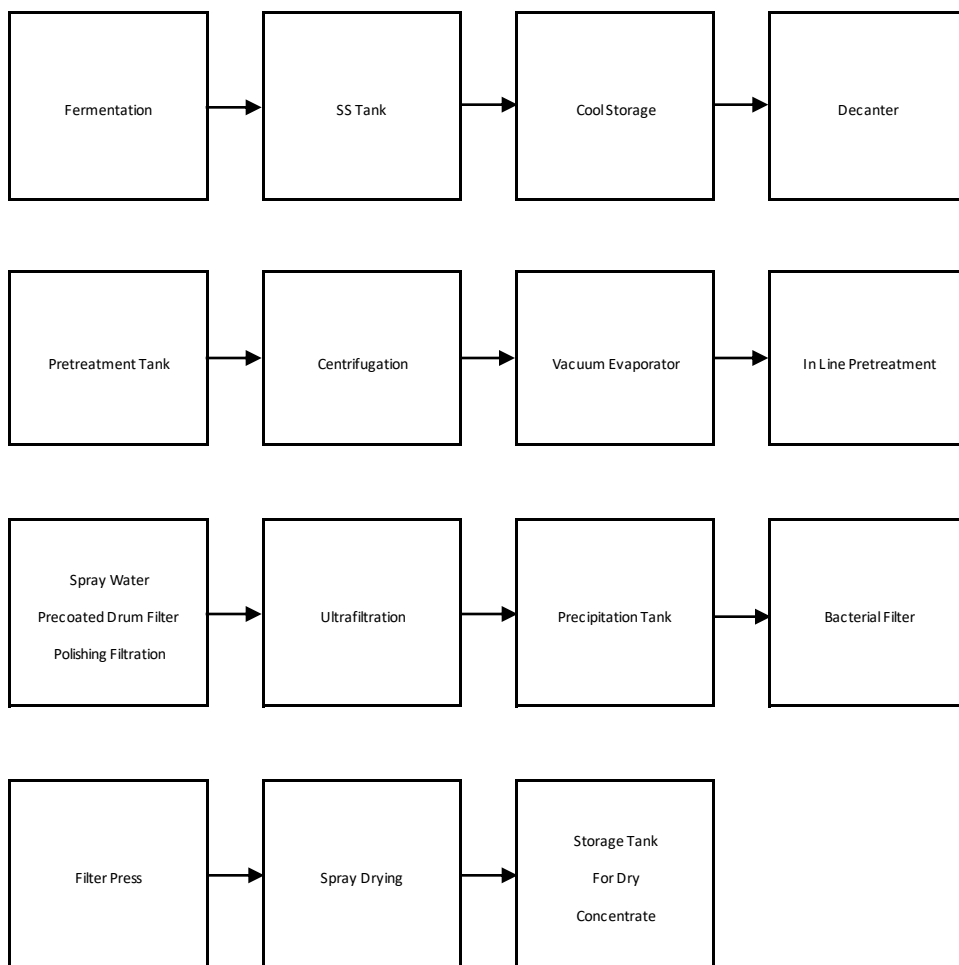 Fermentation
SS Tank
Cool Storage
Decanter
Pretreatment Tank
Centrifugation
Vacuum Evaporator
In Line Pretreatment
Spray Water
Precoated Drum Filter
Polishing Filtration
Ultrafiltration
Precipitation Tank
Bacterial Filter
Filter Press
Spray Drying
Storage Tank
For Dry
Concentrate